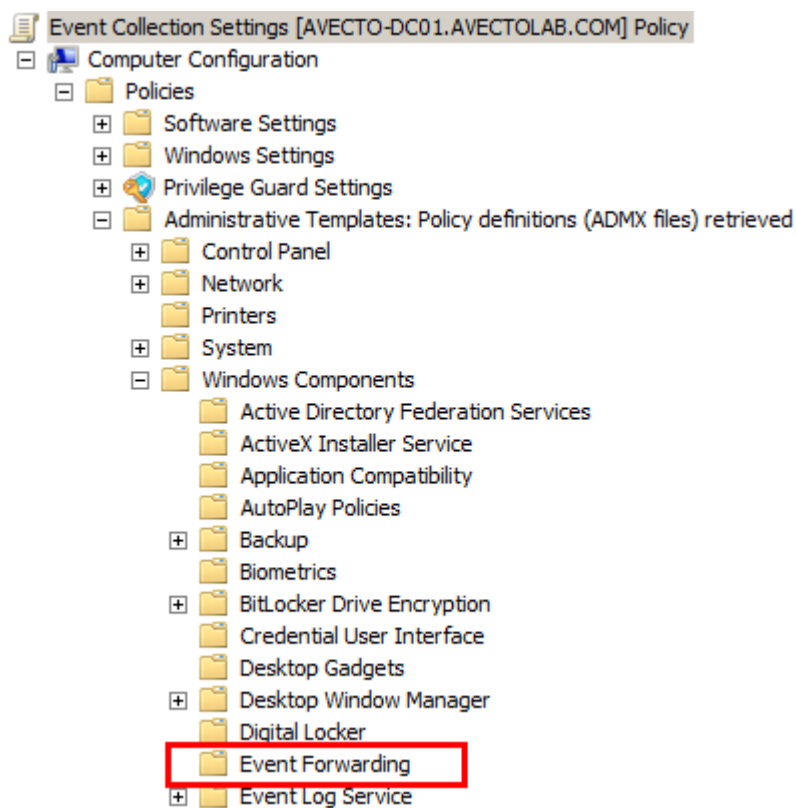 Event Collection Settings [AVECTO-DC01.AVECTOLAB.COM] Policy
Computer Configuration
Policies
Software Settings
Windows Settings
Privilege Guard Settings
Administrative Templates: Policy definitions (ADMX files) retrieved
Control Panel
Network
Printers
System
Windows Components
Active Directory Federation Services
ActiveX Installer Service
Application Compatibility
AutoPlay Policies
Backup
Biometrics
BitLocker Drive Encryption
Credential User Interface
Desktop Gadgets
Desktop Window Manager
Digital Locker
Event Forwarding
Event Log Service